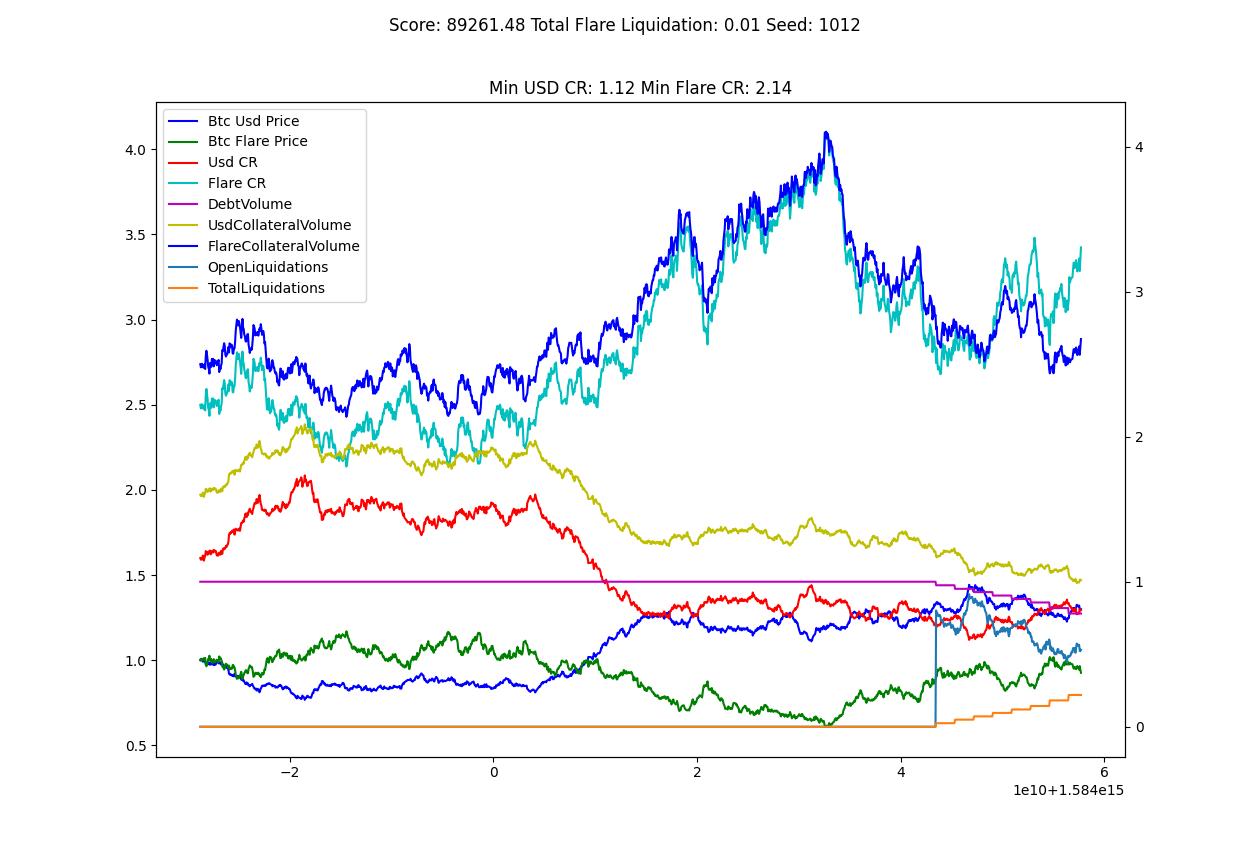 Score: 89261.48 Total Flare Liquidation: 0.01 Seed: 1012
Min USD CR: 1.12 Min Flare CR: 2.14
Btc Usd Price
Btc Flare Price
Usd CR
Flare CR
DebtVolume
UsdCollateralVolume
FlareCollateralVolume
OpenLiquidations
TotalLiquidations
4.0
3.5
3.0
2.5
2.0
1.5
1.0
0.5
4
3
2
1
0
−2
0
2
4
6
1e10+1.584e15